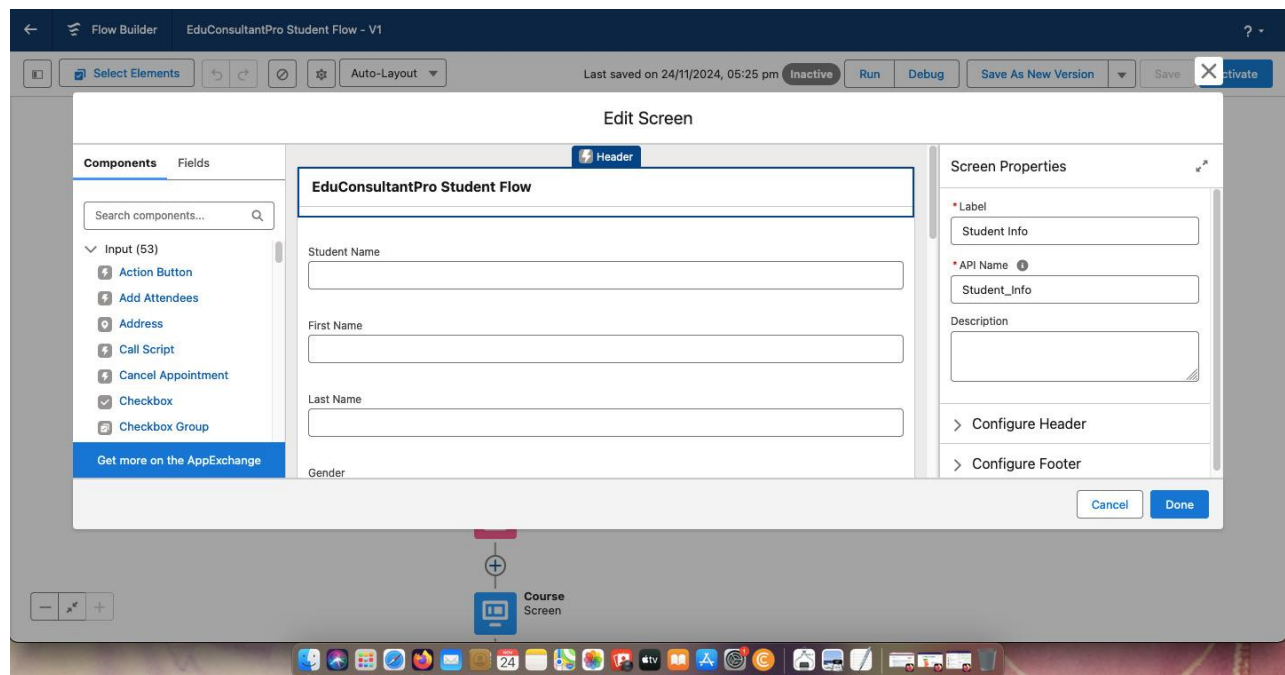 Flow Builder
EduConsultantPro Student Flow - V1
?
Select Elements
Auto-Layout
Last saved on 24/11/2024, 05:25 pm
Inactive
Run
Debug
Save As New Version
Save
ctivate
Edit Screen
Components
Fields
Search components...
Input (53)
Action Button
Add Attendees
Address
Call Script
Cancel Appointment
Checkbox
Checkbox Group
Get more on the AppExchange
Header
EduConsultantPro Student Flow
Student Name
First Name
Last Name
Gender
Screen Properties
*Label
Student Info
*API Name
Student_Info
Description
Configure Header
Configure Footer
Cancel
Done
Course
Screen
NOV
24
tv